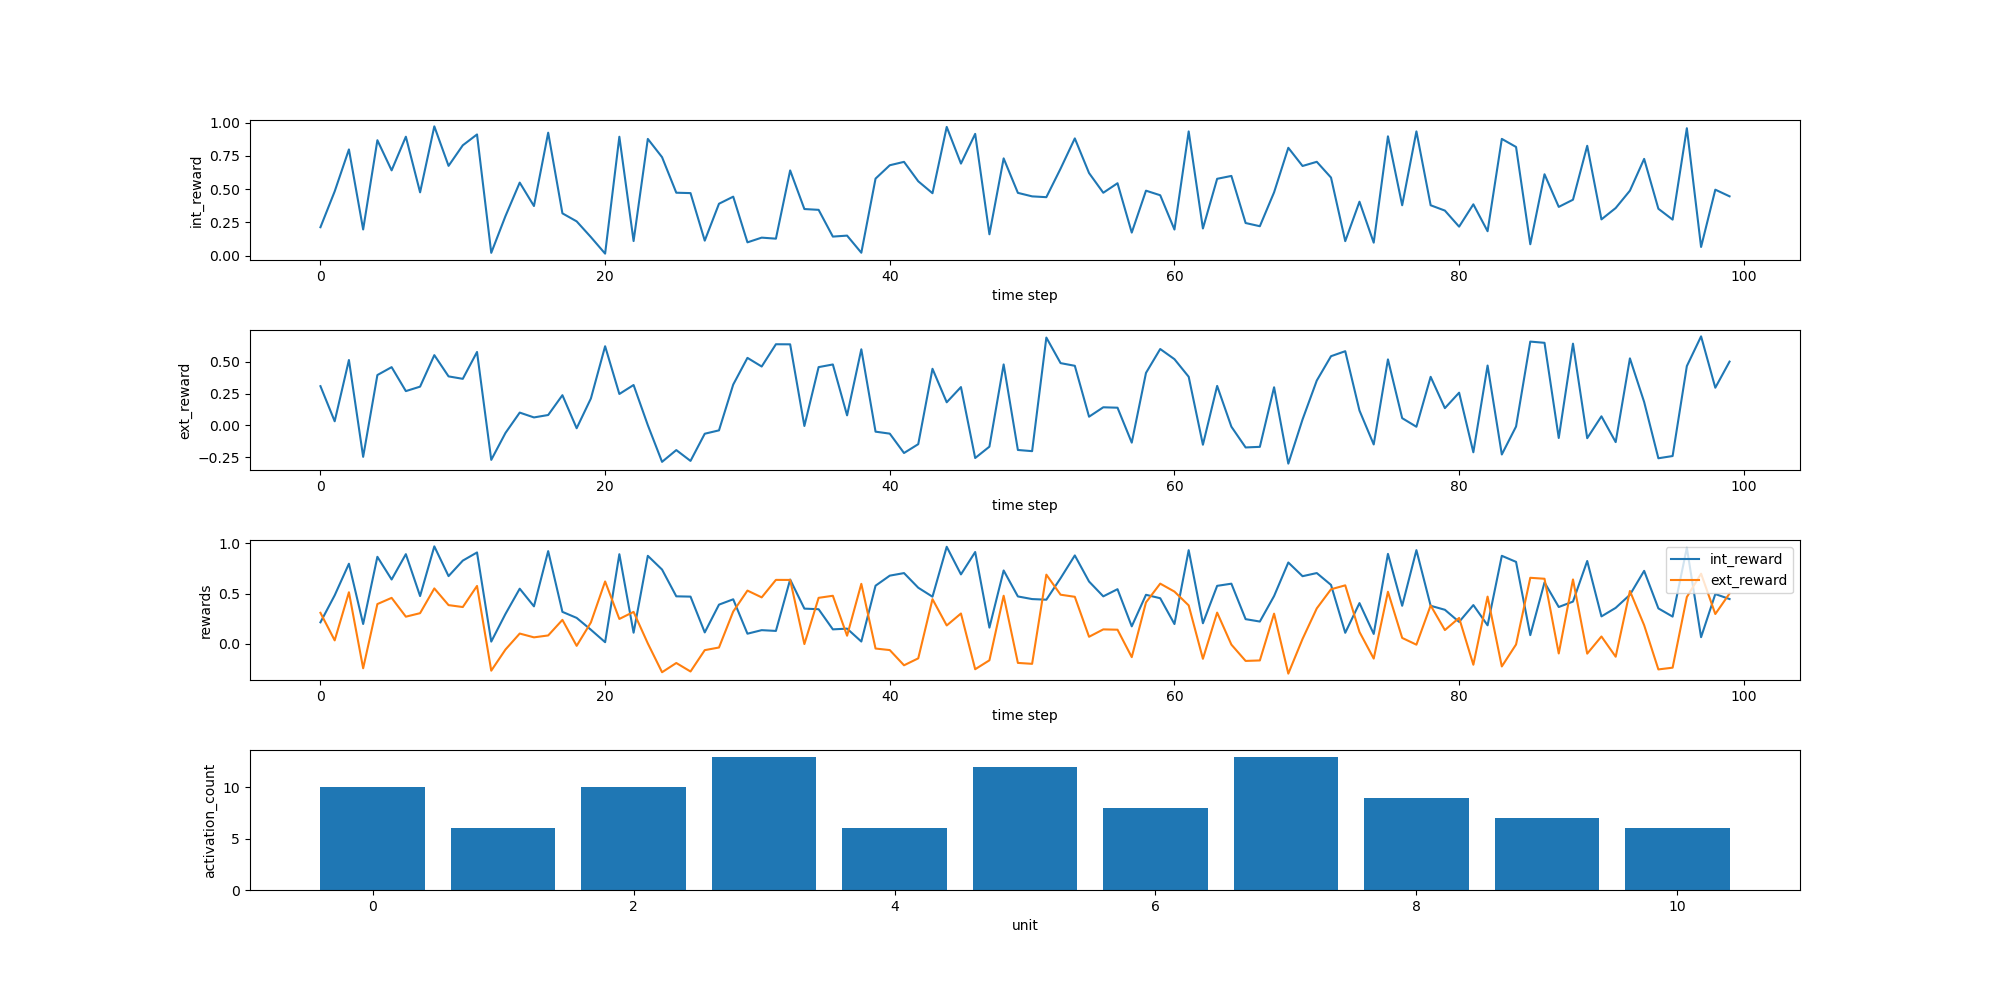 1.00
0.75
0.50
0.25
0.00
int_reward
0 20 40 60 80 100
time step
0.50
0.25
0.00
−0.25
ext_reward
0 20 40 60 80 100
time step
1.0
0.5
0.0
rewards
int_reward
ext_reward
0 20 40 60 80 100
time step
10
5
0
activation_count
0 2 4 6 8 10
unit